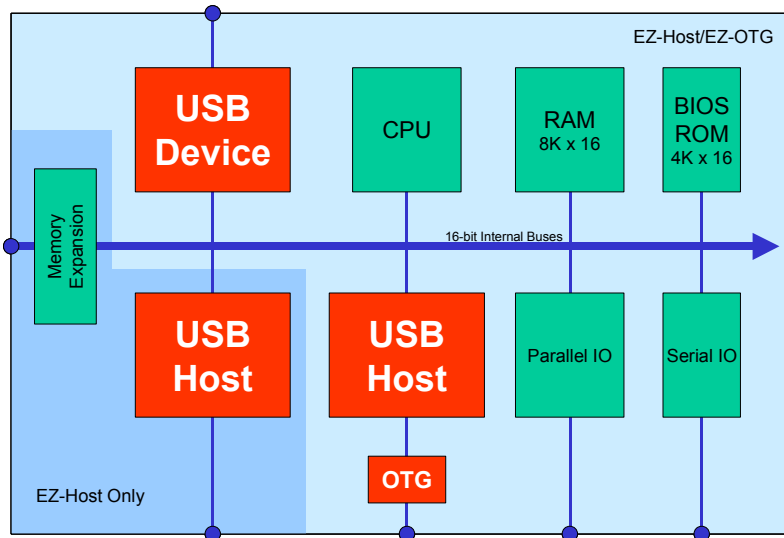 EZ-Host/EZ-OTG
USB
Device
CPU
RAM
8K x 16
BIOS
ROM
4K x 16
Memory
Expansion
16-bit Internal Buses
USB
Host
USB
Host
Parallel IO
Serial IO
OTG
EZ-Host Only